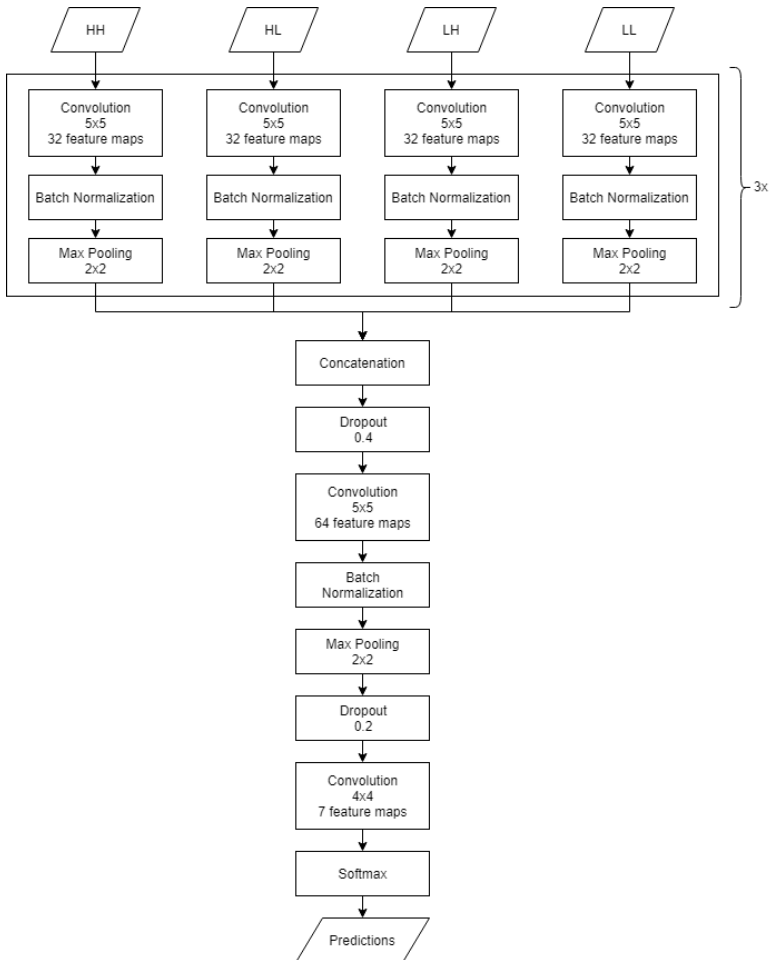 HH
HL
LH
LL
Convolution
5x5
32 feature maps
Convolution
5x5
32 feature maps
Convolution
5x5
32 feature maps
Convolution
5x5
32 feature maps
3x
Batch Normalization
Batch Normalization
Batch Normalization
Batch Normalization
Max Pooling
2x2
Max Pooling
2x2
Max Pooling
2x2
Max Pooling
2x2
Concatenation
Dropout
0.4
Convolution
5x5
64 feature maps
Batch
Normalization
Max Pooling
2x2
Dropout
0.2
Convolution
4x4
7 feature maps
Softmax
Predictions